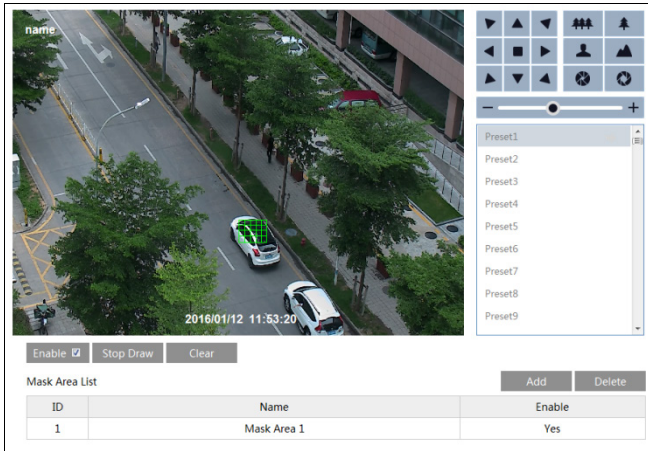 name
2016/01/12 11:53:20
Preset1
Preset2
Preset3
Preset4
Preset5
Preset6
Preset7
Preset8
Preset9
Enable Stop Draw Clear
Mask Area List Add Delete
ID Name Enable
1 Mask Area 1 Yes